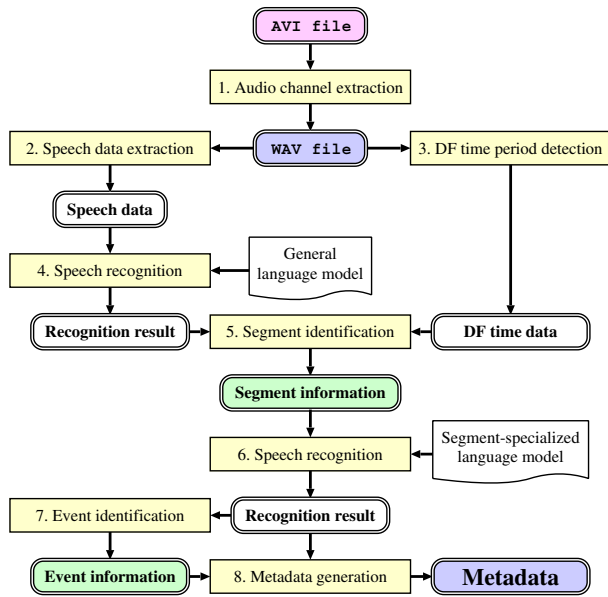 AVI file
1. Audio channel extraction
2. Speech data extraction
WAV file
3. DF time period detection
Speech data
4. Speech recognition
General
language model
Recognition result
5. Segment identification
DF time data
Segment information
6. Speech recognition
Segment-specialized
language model
7. Event identification
Recognition result
Event information
8. Metadata generation
Metadata